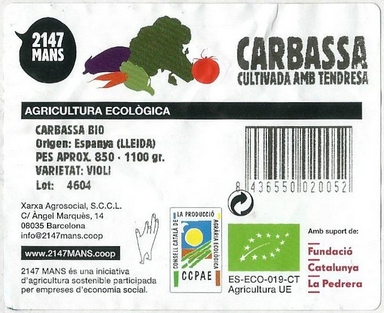 2147
MANS
CARBASSA
CULTIVADA AMB TENDRESA
AGRICULTURA ECOLÒGICA
CARBASSA BIO
Origen: Espanya (LLEIDA)
PES APROX. 850 - 1100 gr.
VARIETAT: VIOLI
Lot: 4604
8 436550 020052
Xarxa Agrosocial, S.C.C.L.
C/ Àngel Marquès, 14
08035 Barcelona
info@2147mans.coop
www.2147MANS.coop
2147 MANS és una iniciativa
d'agricultura sostenible participada
per empreses d'economia social.
CONSELL CATALÀ DE LA PRODUCCIÓ AGRÀRIA ECOLÒGICA
CCPAE
ES-ECO-019-CT
Agricultura UE
Amb suport de:
Fundació
Catalunya
La Pedrera